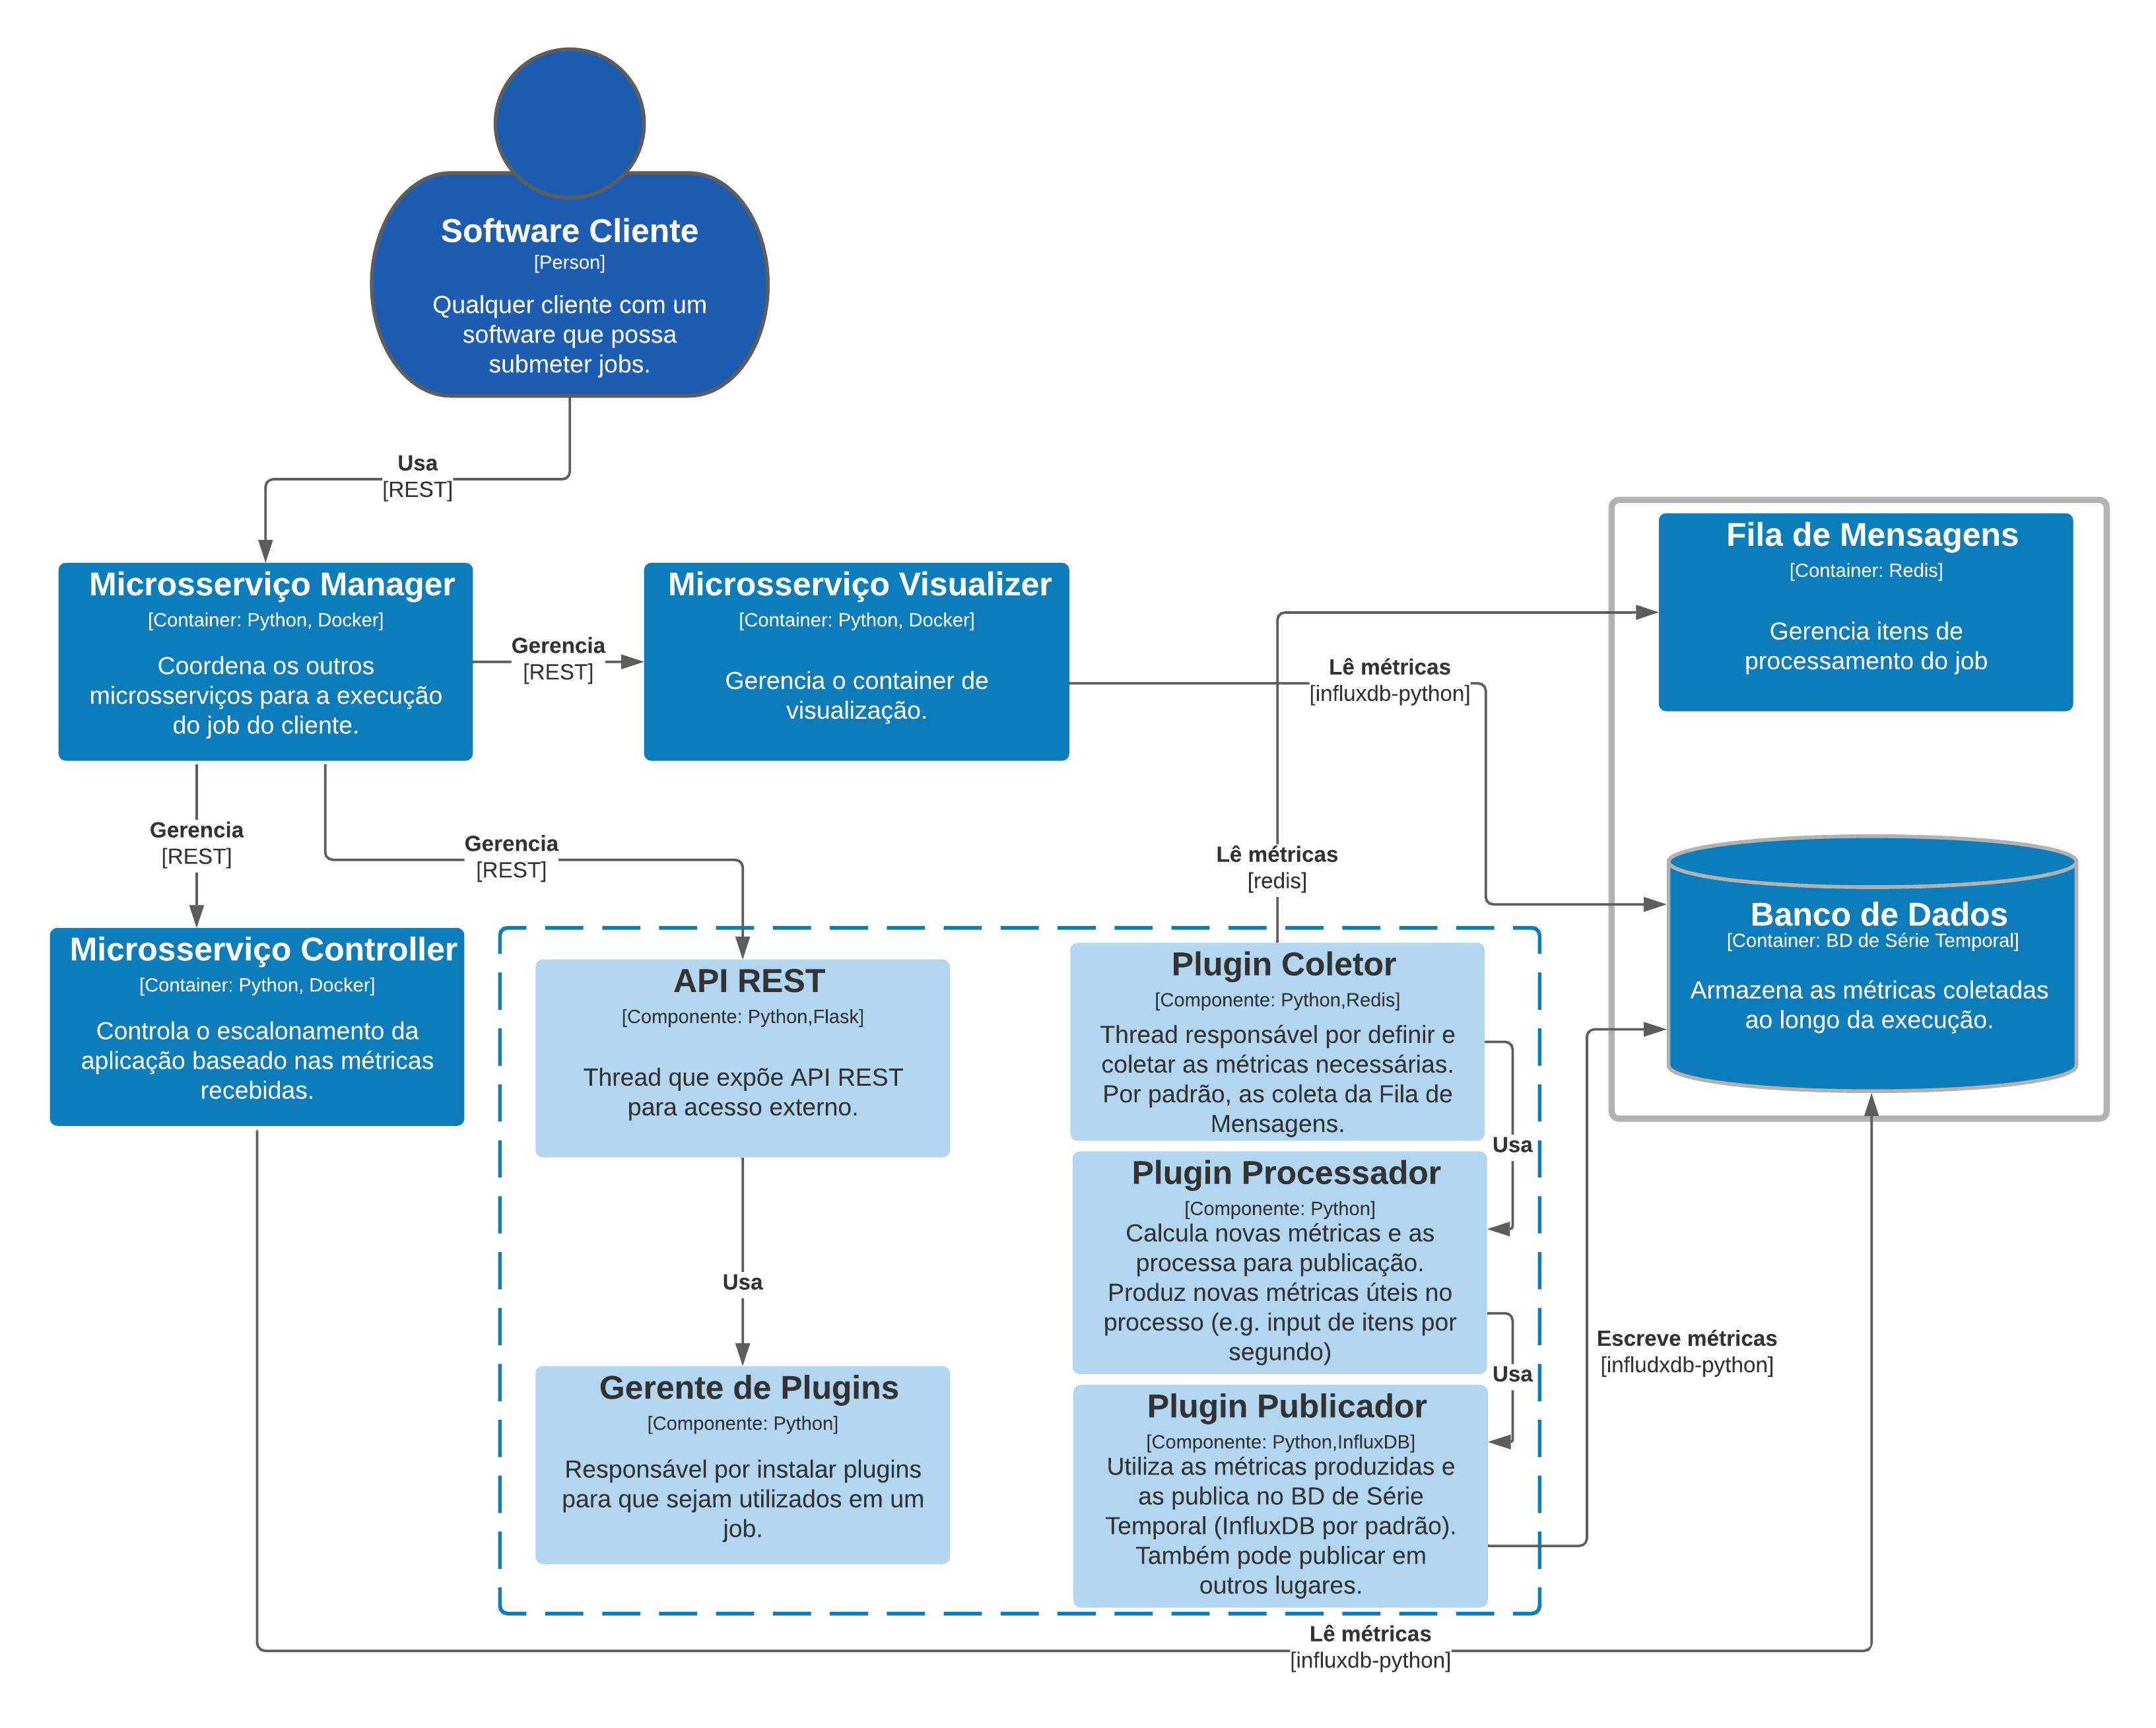 Software Cliente
[Person]
Qualquer cliente com um
software que possa
submeter jobs.
Usa
[REST]
Microsserviço Manager
[Container: Python, Docker]
Coordena os outros
microsserviços para a execução
do job do cliente.
Gerencia
[REST]
Microsserviço Visualizer
[Container: Python, Docker]
Gerencia o container de
visualização.
Lê métricas
[influxdb-python]
Fila de Mensagens
[Container: Redis]
Gerencia itens de
processamento do job
Gerencia
[REST]
Gerencia
[REST]
Lê métricas
[redis]
Banco de Dados
[Container: BD de Série Temporal]
Armazena as métricas coletadas
ao longo da execução.
Microsserviço Controller
[Container: Python, Docker]
Controla o escalonamento da
aplicação baseado nas métricas
recebidas.
API REST
[Componente: Python,Flask]
Thread que expõe API REST
para acesso externo.
Usa
Gerente de Plugins
[Componente: Python]
Responsável por instalar plugins
para que sejam utilizados em um
job.
Plugin Coletor
[Componente: Python,Redis]
Thread responsável por definir e
coletar as métricas necessárias.
Por padrão, as coleta da Fila de
Mensagens.
Usa
Plugin Processador
[Componente: Python]
Calcula novas métricas e as
processa para publicação.
Produz novas métricas úteis no
processo (e.g. input de itens por
segundo)
Usa
Plugin Publicador
[Componente: Python,InfluxDB]
Utiliza as métricas produzidas e
as publica no BD de Série
Temporal (InfluxDB por padrão).
Também pode publicar em
outros lugares.
Escreve métricas
[infludxdb-python]
Lê métricas
[influxdb-python]